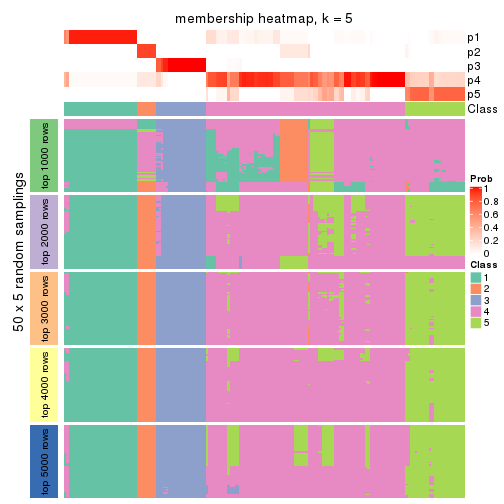 membership heatmap, k = 5
p1
p2
p3
p4
p5
Class
50 x 5 random samplings
top 1000 rows
top 2000 rows
top 3000 rows
top 4000 rows
top 5000 rows
Prob
1
0.8
0.6
0.4
0.2
0
Class
1
2
3
4
5